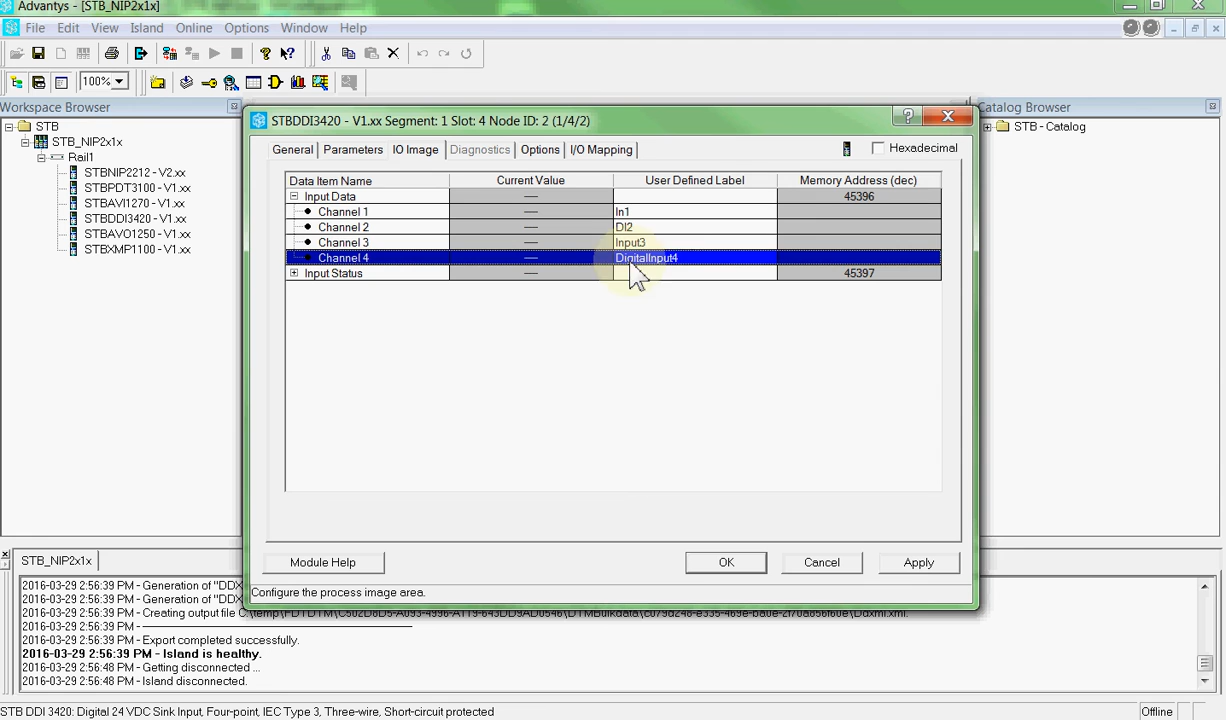 Advantys - [STB_NIP2x1x]
File Edit View Island Online Options Window Help
100%
Workspace Browser
STB
STB_NIP2x1x
Rail1
STBNIP2212 - V2.xx
STBPDT3100 - V1.xx
STBAVI1270 - V1.xx
STBDDI3420 - V1.xx
STBAVO1250 - V1.xx
STBXMP1100 - V1.xx
STBDDI3420 - V1.xx Segment: 1 Slot: 4 Node ID: 2 (1/4/2)
General Parameters IO Image Diagnostics Options I/O Mapping Hexadecimal
Data Item Name Current Value User Defined Label Memory Address (dec)
Input Data 45396
Channel 1 In1
Channel 2 DI2
Channel 3 Input3
Channel 4 DigitalInput4
Input Status 45397
Module Help OK Cancel Apply
Configure the process image area.
Catalog Browser
STB - Catalog
STB_NIP2x1x
2016-03-29 2:56:39 PM - Generation of "DDX
2016-03-29 2:56:39 PM - Export of "DDX
2016-03-29 2:56:39 PM - Creating output file
2016-03-29 2:56:39 PM - 
2016-03-29 2:56:39 PM - Export completed successfully.
2016-03-29 2:56:39 PM - Island is healthy.
2016-03-29 2:56:48 PM - Getting disconnected ...
2016-03-29 2:56:48 PM - Island disconnected.
STB DDI 3420: Digital 24 VDC Sink Input, Four-point, IEC Type 3, Three-wire, Short-circuit protected Offline